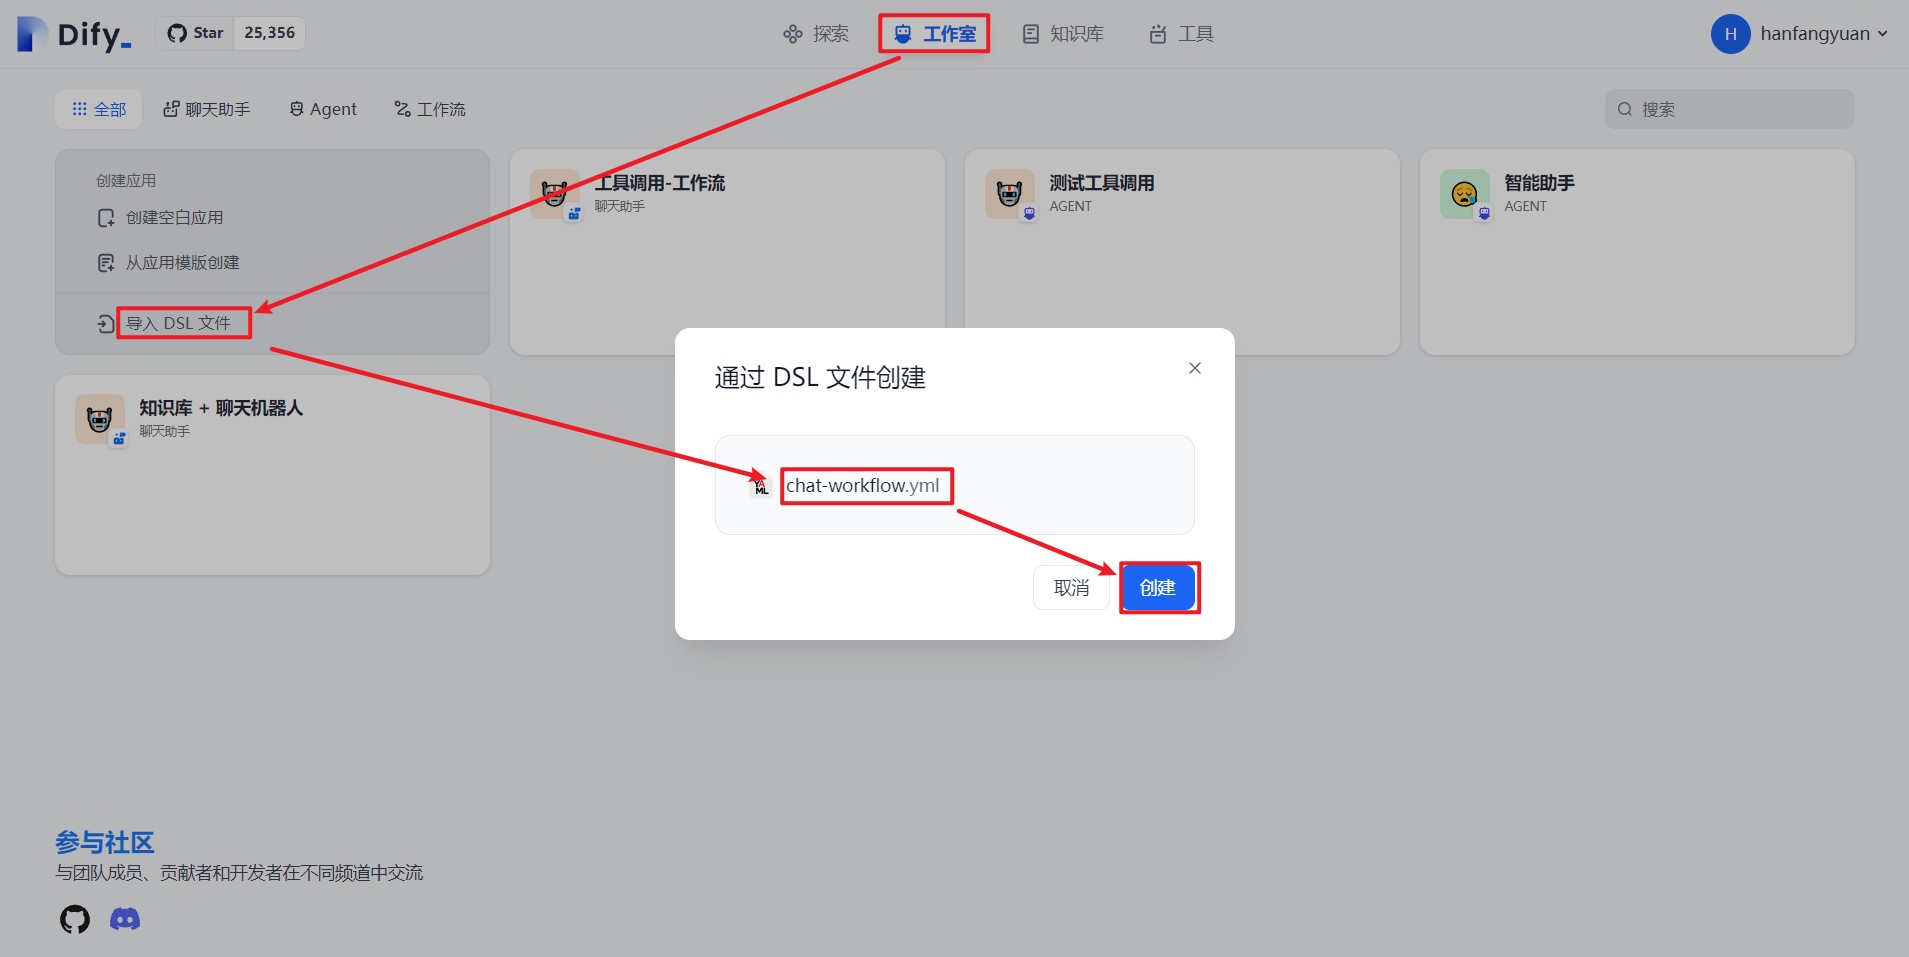 Dify_
Star 25,356
探索 工作室 知识库 工具
H hanfangyuan
全部 聊天助手 Agent 工作流
搜索
创建应用
创建空白应用
从应用模版创建
导入 DSL 文件
工具调用-工作流
聊天助手
测试工具调用
AGENT
智能助手
AGENT
知识库 + 聊天机器人
聊天助手
通过 DSL 文件创建
YAML
chat-workflow.yml
取消 创建
参与社区
与团队成员、贡献者和开发者在不同频道中交流